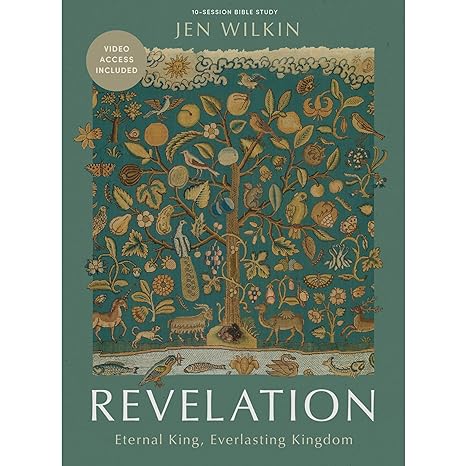 10-SESSION BIBLE STUDY
JEN WILKIN
VIDEO
ACCESS
INCLUDED
REVELATION
Eternal King, Everlasting Kingdom